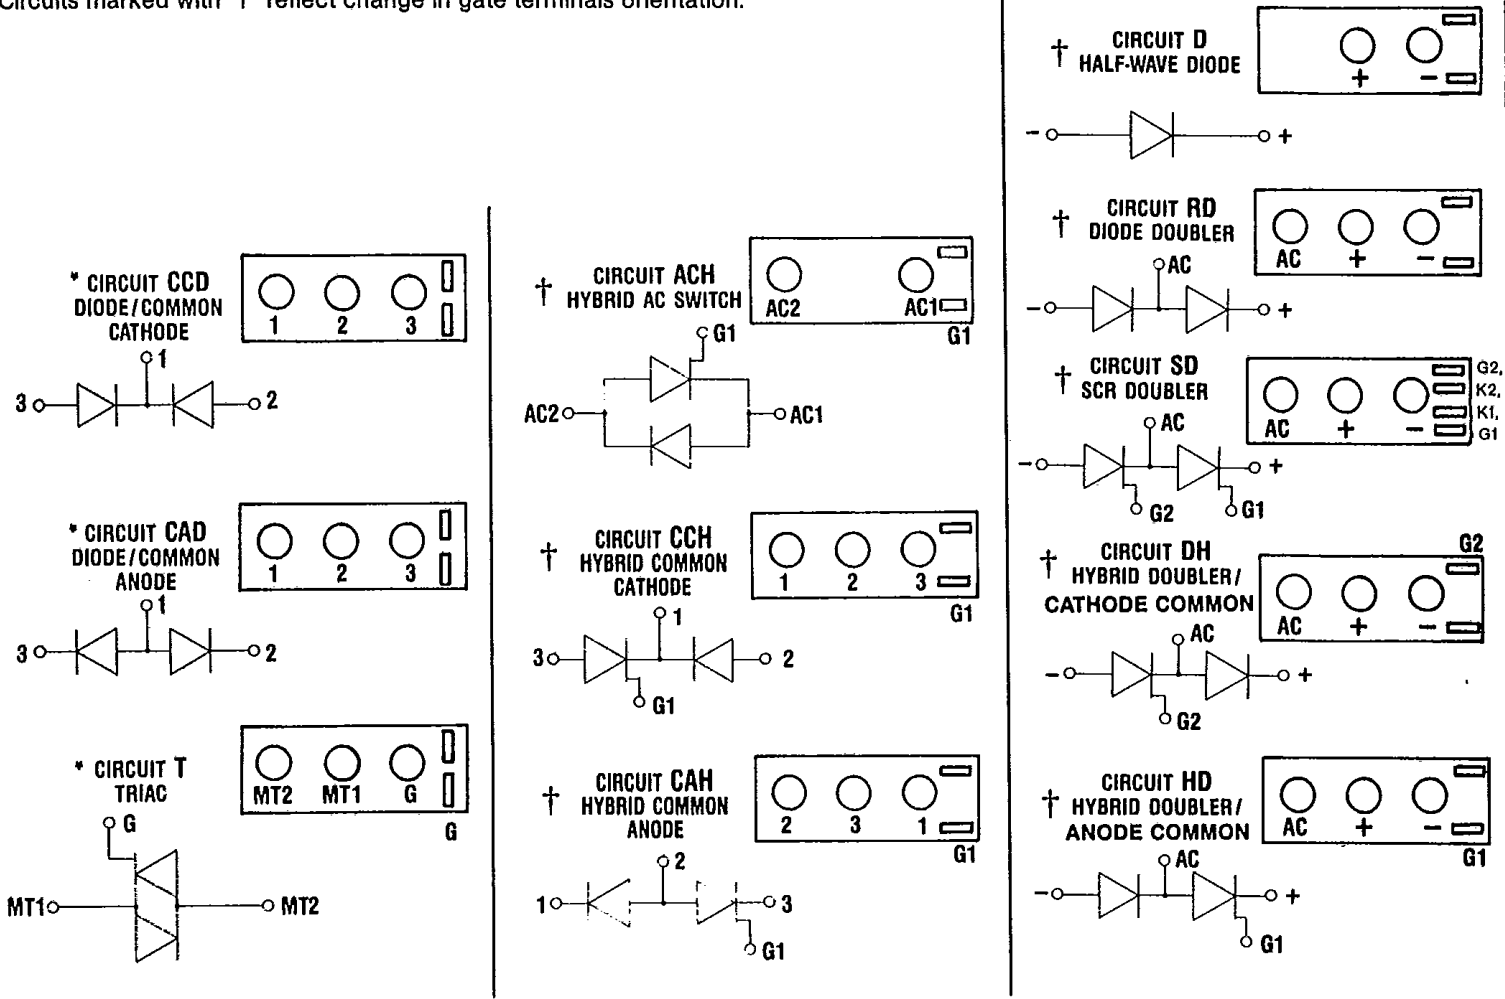 Circuits marked with "†" reflect change in gate terminals orientation.
* CIRCUIT CCD
DIODE/COMMON
CATHODE
1 2 3
1
3 2
* CIRCUIT CAD
DIODE/COMMON
ANODE
1 2 3
1
3 2
* CIRCUIT T
TRIAC
MT2 MT1 G
G
G
MT1 MT2
† CIRCUIT ACH
HYBRID AC SWITCH
AC2 AC1
G1
G1
AC2 AC1
† CIRCUIT CCH
HYBRID COMMON
CATHODE
1 2 3
G1
1
3 2
G1
† CIRCUIT CAH
HYBRID COMMON
ANODE
2 3 1
G1
2
1 3
G1
† CIRCUIT D
HALF-WAVE DIODE
+ −
− +
† CIRCUIT RD
DIODE DOUBLER
AC + −
AC
− +
† CIRCUIT SD
SCR DOUBLER
AC + −
G2,
K2,
K1,
G1
AC
− +
G2 G1
† CIRCUIT DH
HYBRID DOUBLER/
CATHODE COMMON
G2
AC + −
AC
− +
G2
† CIRCUIT HD
HYBRID DOUBLER/
ANODE COMMON
AC + −
G1
AC
− +
G1